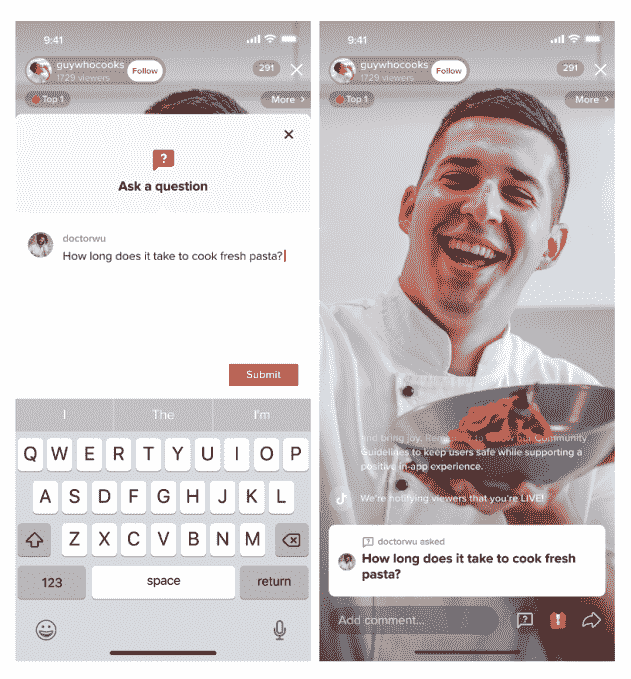 9:41
guywhocooks
1729 viewers
Follow
291
Top 1
More >
Ask a question
doctorwu
How long does it take to cook fresh pasta?
Submit
I The I'm
Q W E R T Y U I O P
A S D F G H J K L
Z X C V B N M
123 space return
9:41
guywhocooks
1729 viewers
Follow
291
Top 1
More >
and bring joy. to our Community
Guidelines to keep users safe while supporting a
positive in-app experience.
We're notifying viewers that you're LIVE!
doctorwu asked
How long does it take to cook fresh
pasta?
Add comment...